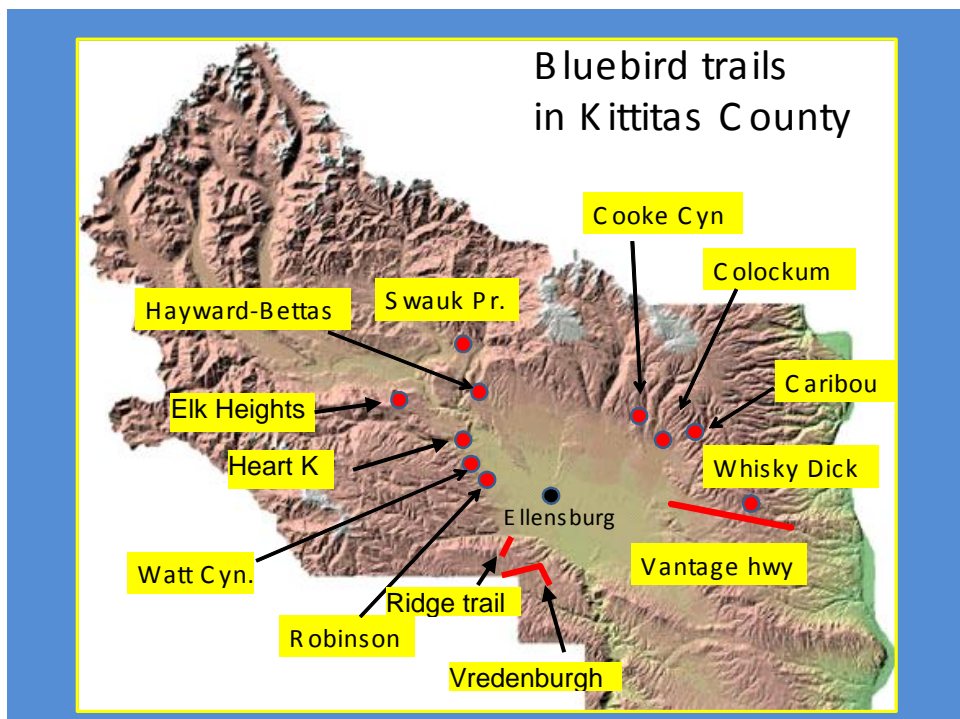 Bluebird trails
in Kittitas County
Cooke Cyn
Colockum
Swauk Pr.
Hayward-Bettas
Caribou
Elk Heights
Heart K
Whisky Dick
Ellensburg
Vantage hwy
Watt Cyn.
Ridge trail
Robinson
Vredenburgh